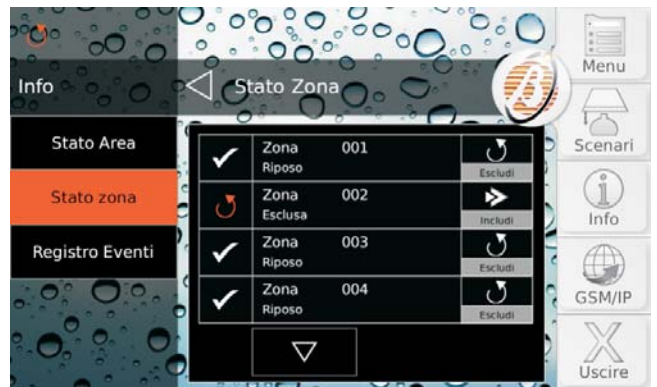 Info
Stato Zona
Stato Area
Stato zona
Registro Eventi
Zona 001
Riposo
Escludi
Zona 002
Esclusa
Includi
Zona 003
Riposo
Escludi
Zona 004
Riposo
Escludi
Menu
Scenari
Info
GSM/IP
Uscire